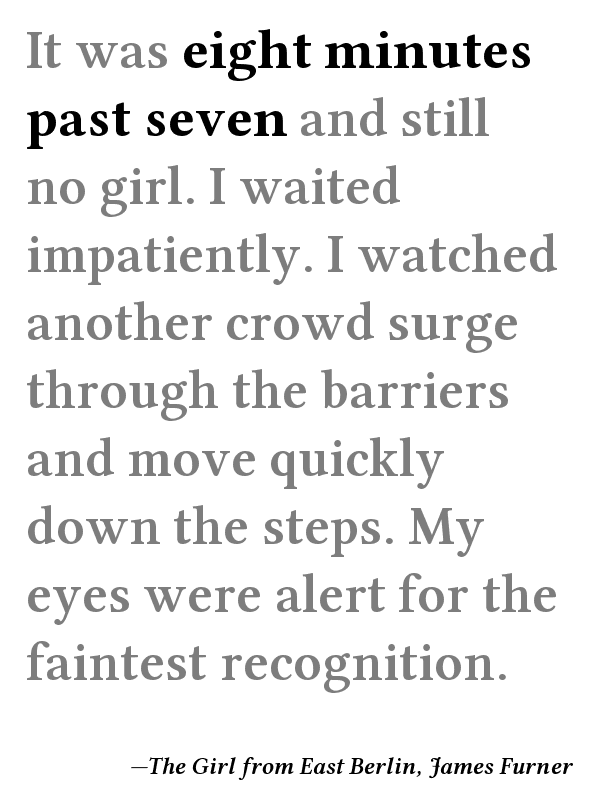 It was eight minutes
past seven and still
no girl. I waited
impatiently. I watched
another crowd surge
through the barriers
and move quickly
down the steps. My
eyes were alert for the
faintest recognition.
—The Girl from East Berlin, James Furner